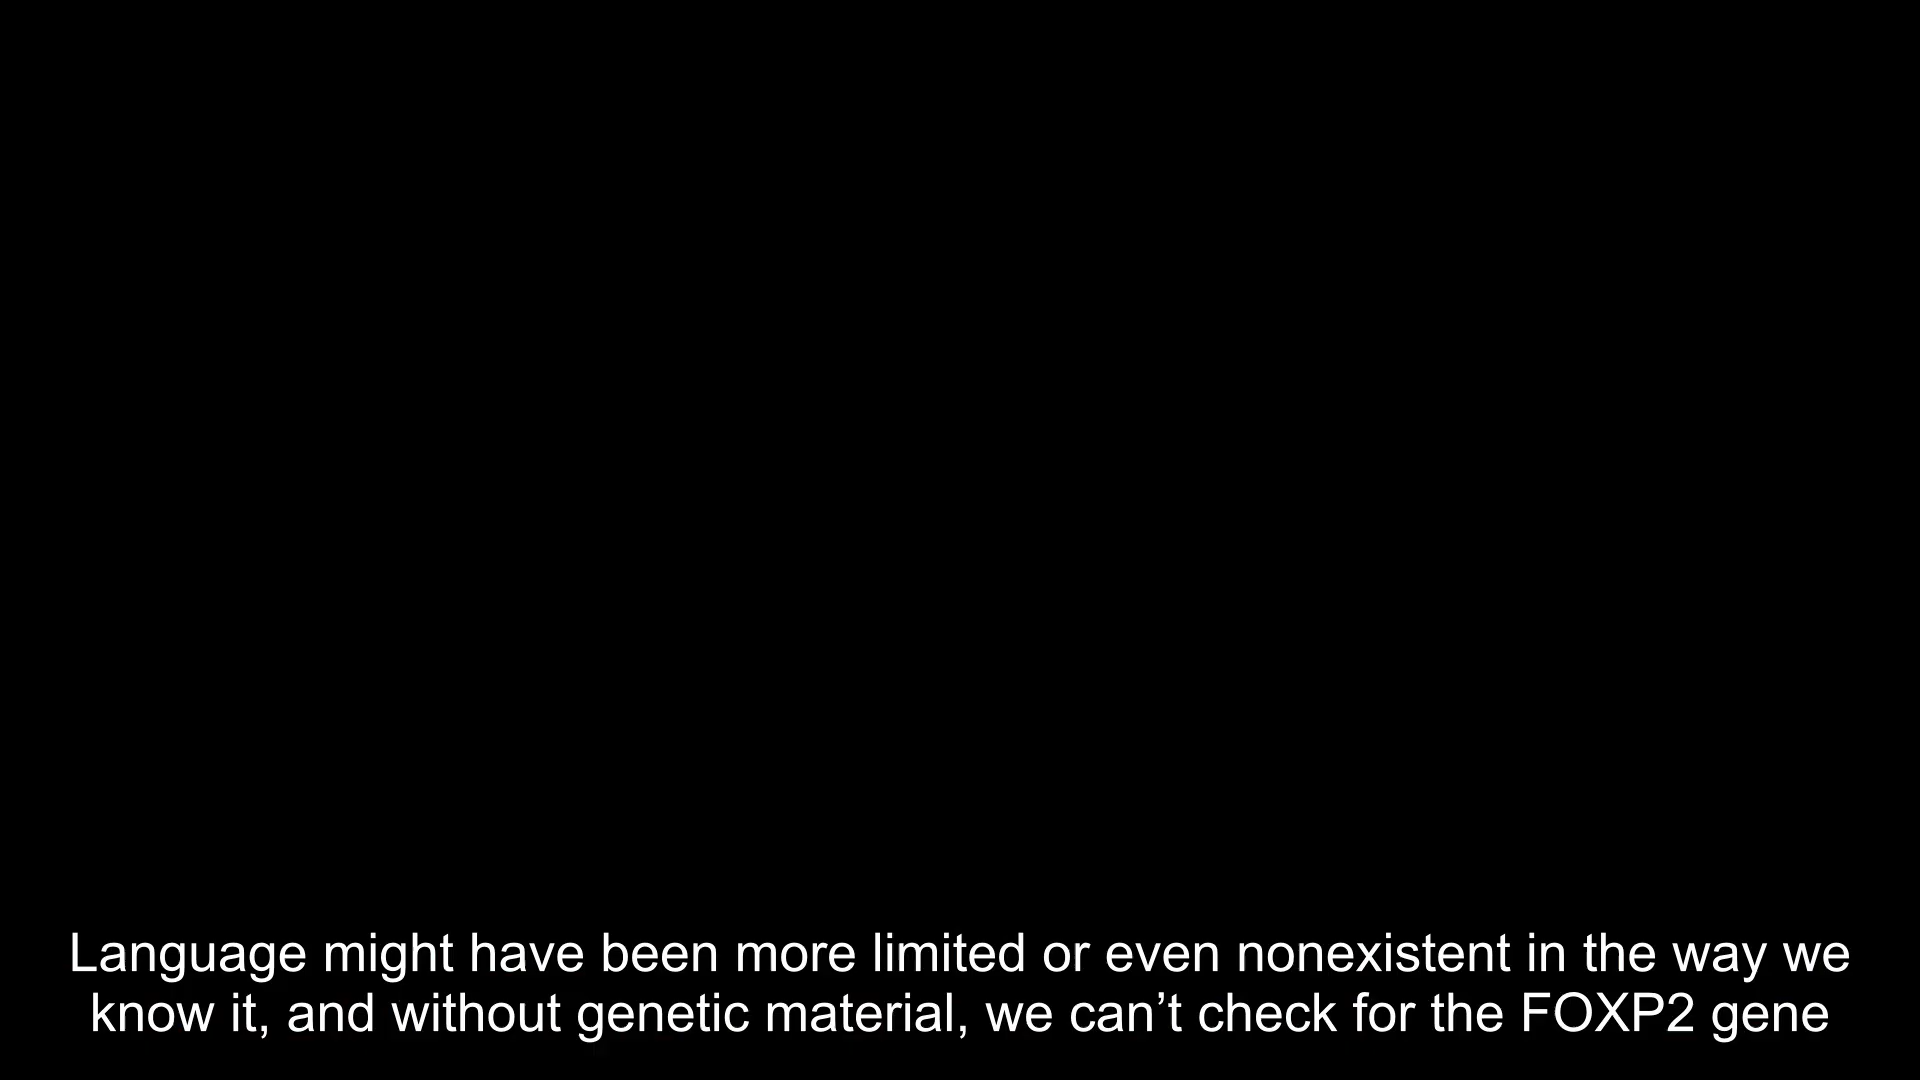 Language might have been more limited or even nonexistent in the way we
know it, and without genetic material, we can’t check for the FOXP2 gene